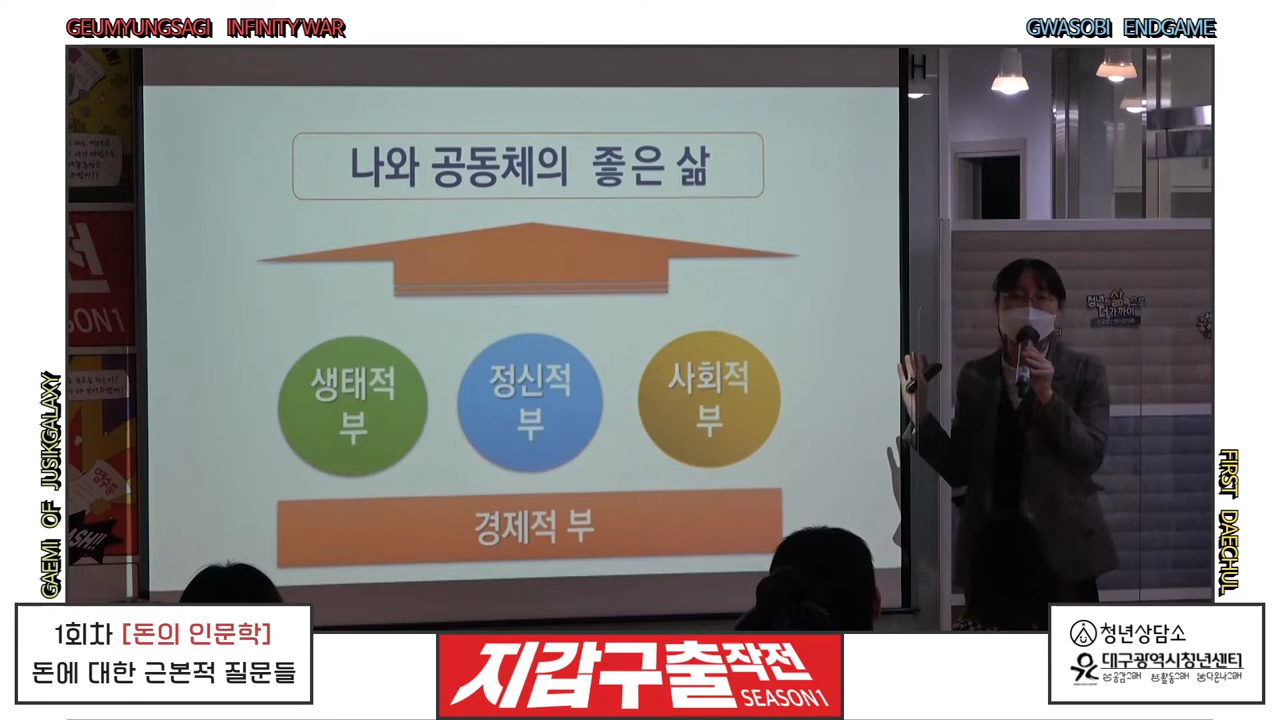 GEUMYUNGSAGI INFINITY WAR
GWASOBI ENDGAME
H
나와 공동체의 좋은 삶
생태적
부
정신적
부
사회적
부
경제적 부
GAEMI OF JUSIKGALAXY
FIRST DAECHUL
1회차 [돈의 인문학]
돈에 대한 근본적 질문들
지갑구출작전
SEASON1
청년상담소
대구광역시청년센터